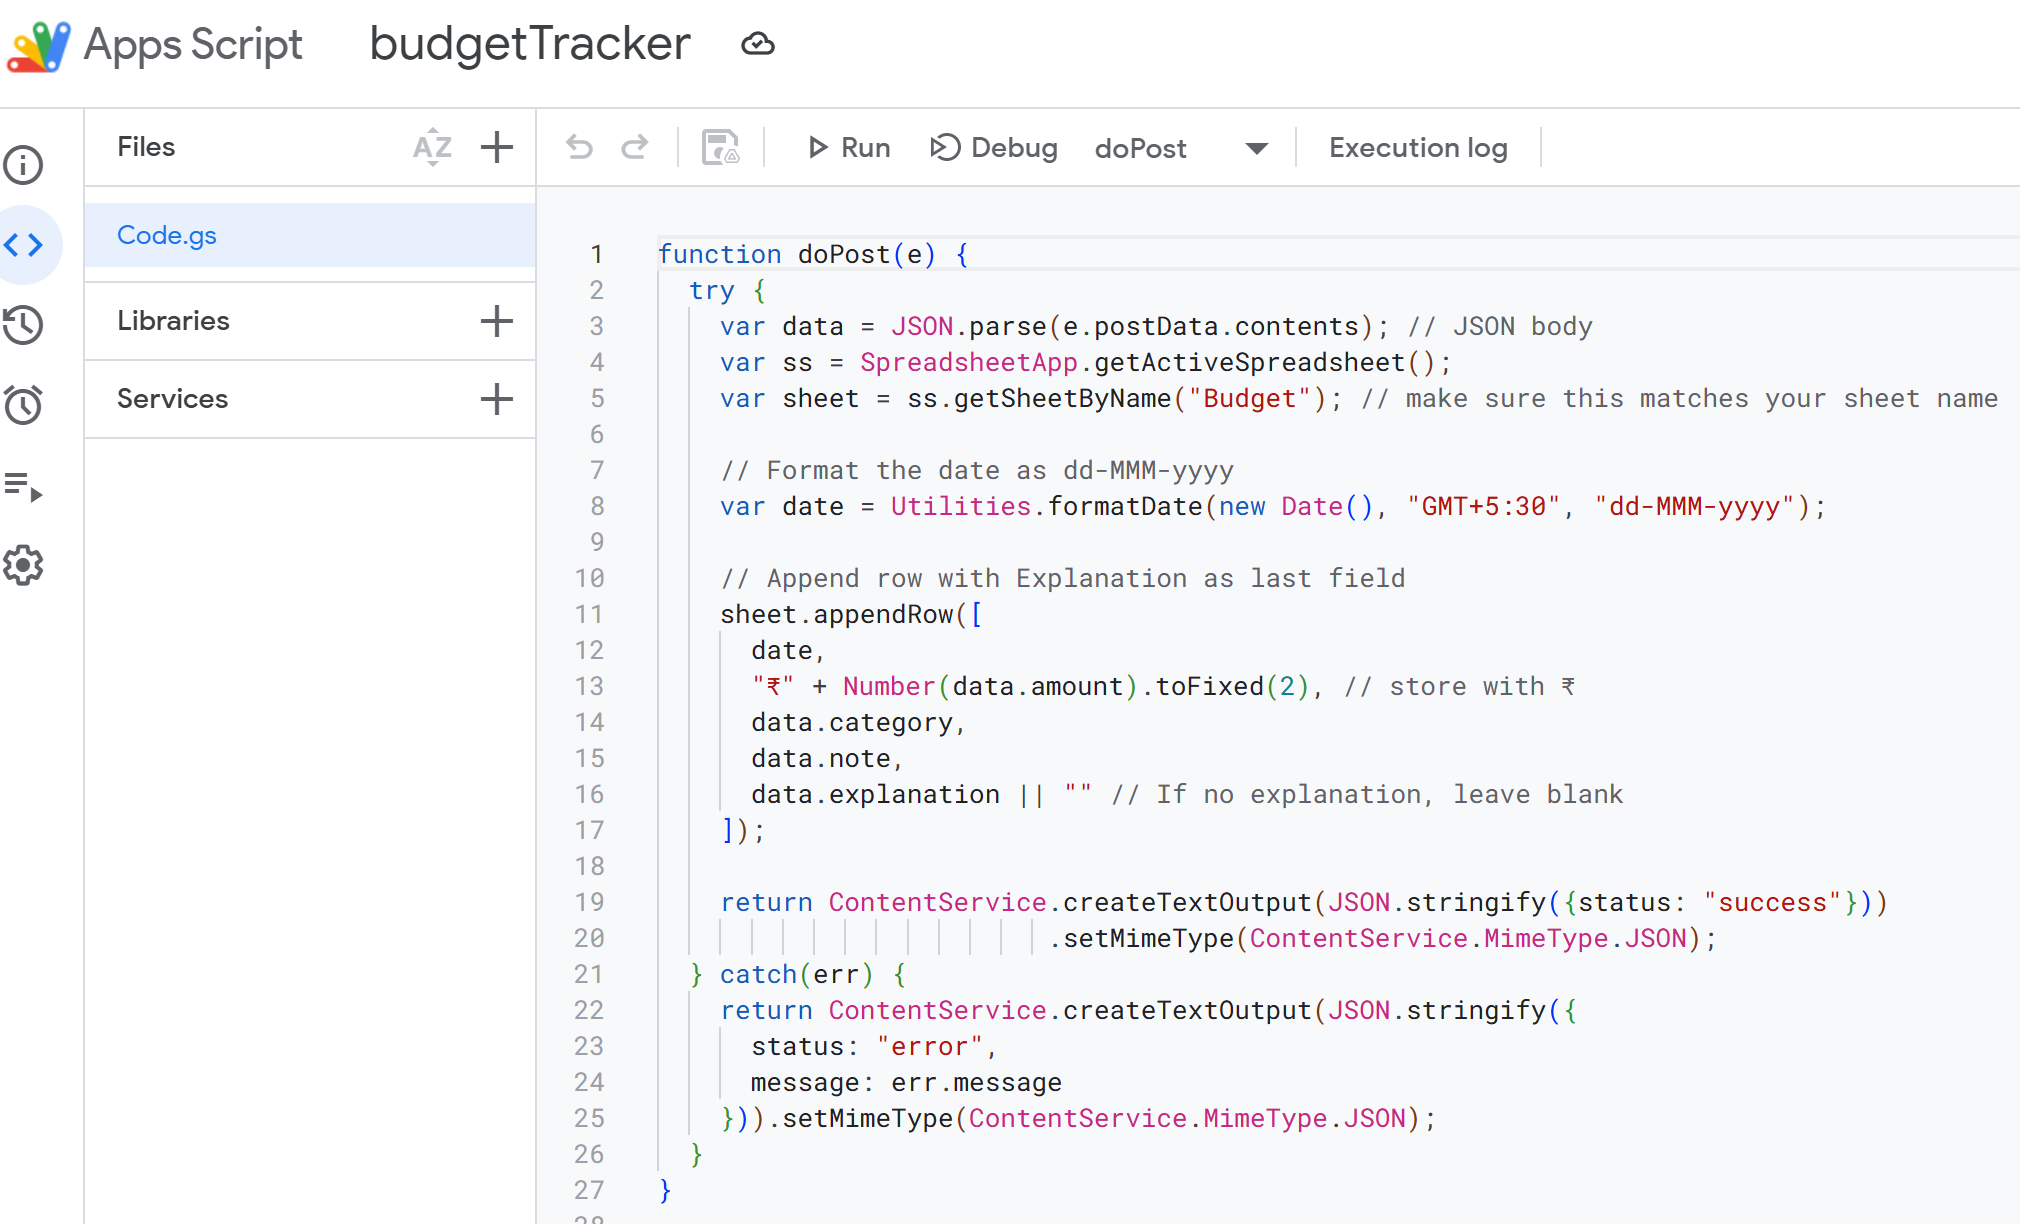 Apps Script budgetTracker
Files AZ
Run Debug doPost Execution log
Code.gs
Libraries
Services
1 function doPost(e) {
2 try {
3 var data = JSON.parse(e.postData.contents); // JSON body
4 var ss = SpreadsheetApp.getActiveSpreadsheet();
5 var sheet = ss.getSheetByName("Budget"); // make sure this matches your sheet name
6
7 // Format the date as dd-MMM-yyyy
8 var date = Utilities.formatDate(new Date(), "GMT+5:30", "dd-MMM-yyyy");
9
10 // Append row with Explanation as last field
11 sheet.appendRow([
12 date,
13 "₹" + Number(data.amount).toFixed(2), // store with ₹
14 data.category,
15 data.note,
16 data.explanation || "" // If no explanation, leave blank
17 ]);
18
19 return ContentService.createTextOutput(JSON.stringify({status: "success"}))
20 .setMimeType(ContentService.MimeType.JSON);
21 } catch(err) {
22 return ContentService.createTextOutput(JSON.stringify({
23 status: "error",
24 message: err.message
25 })).setMimeType(ContentService.MimeType.JSON);
26 }
27 }